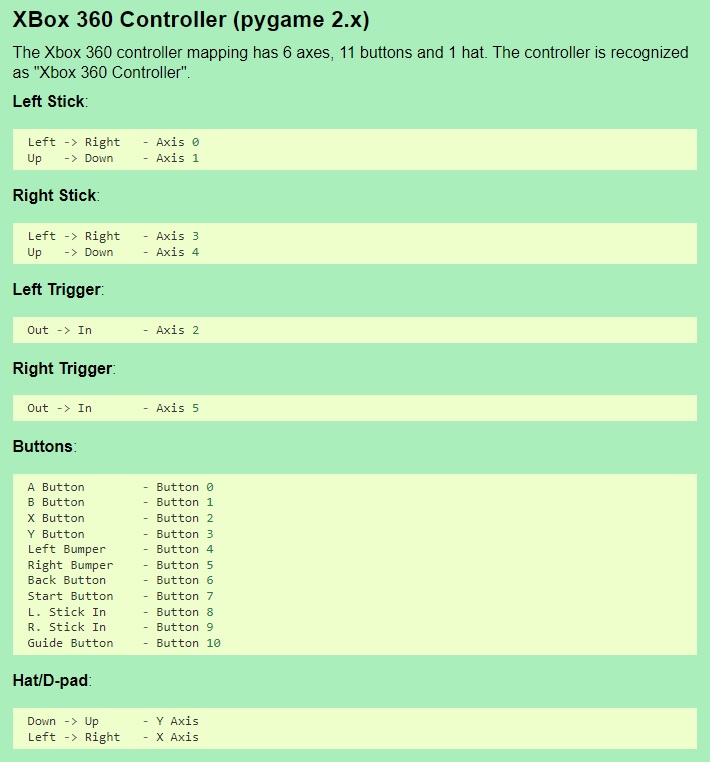 XBox 360 Controller (pygame 2.x)
The Xbox 360 controller mapping has 6 axes, 11 buttons and 1 hat. The controller is recognized
as "Xbox 360 Controller".
Left Stick:
Left -> Right   - Axis 0
Up   -> Down    - Axis 1
Right Stick:
Left -> Right   - Axis 3
Up   -> Down    - Axis 4
Left Trigger:
Out -> In       - Axis 2
Right Trigger:
Out -> In       - Axis 5
Buttons:
A Button        - Button 0
B Button        - Button 1
X Button        - Button 2
Y Button        - Button 3
Left Bumper     - Button 4
Right Bumper    - Button 5
Back Button     - Button 6
Start Button    - Button 7
L. Stick In     - Button 8
R. Stick In     - Button 9
Guide Button    - Button 10
Hat/D-pad:
Down -> Up      - Y Axis
Left -> Right   - X Axis